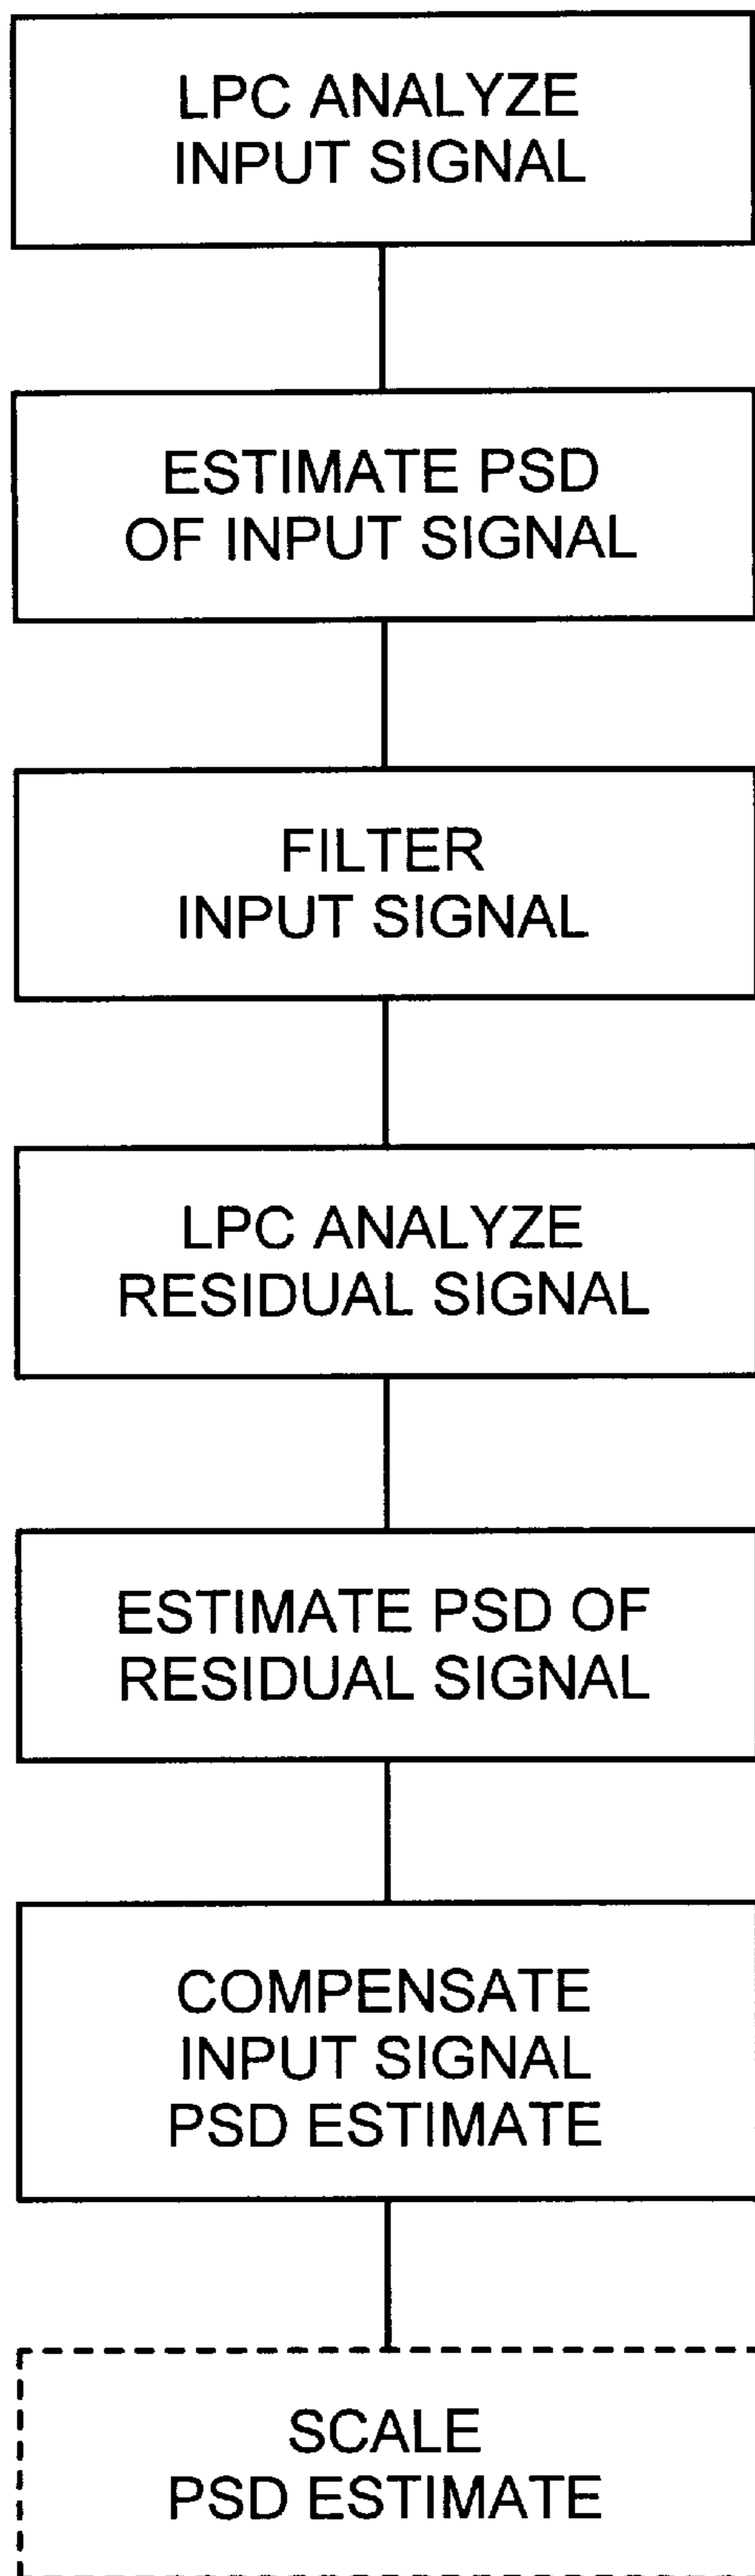 LPC ANALYZE
INPUT SIGNAL
ESTIMATE PSD
OF INPUT SIGNAL
FILTER
INPUT SIGNAL
LPC ANALYZE
RESIDUAL SIGNAL
ESTIMATE PSD OF
RESIDUAL SIGNAL
COMPENSATE
INPUT SIGNAL
PSD ESTIMATE
SCALE
PSD ESTIMATE